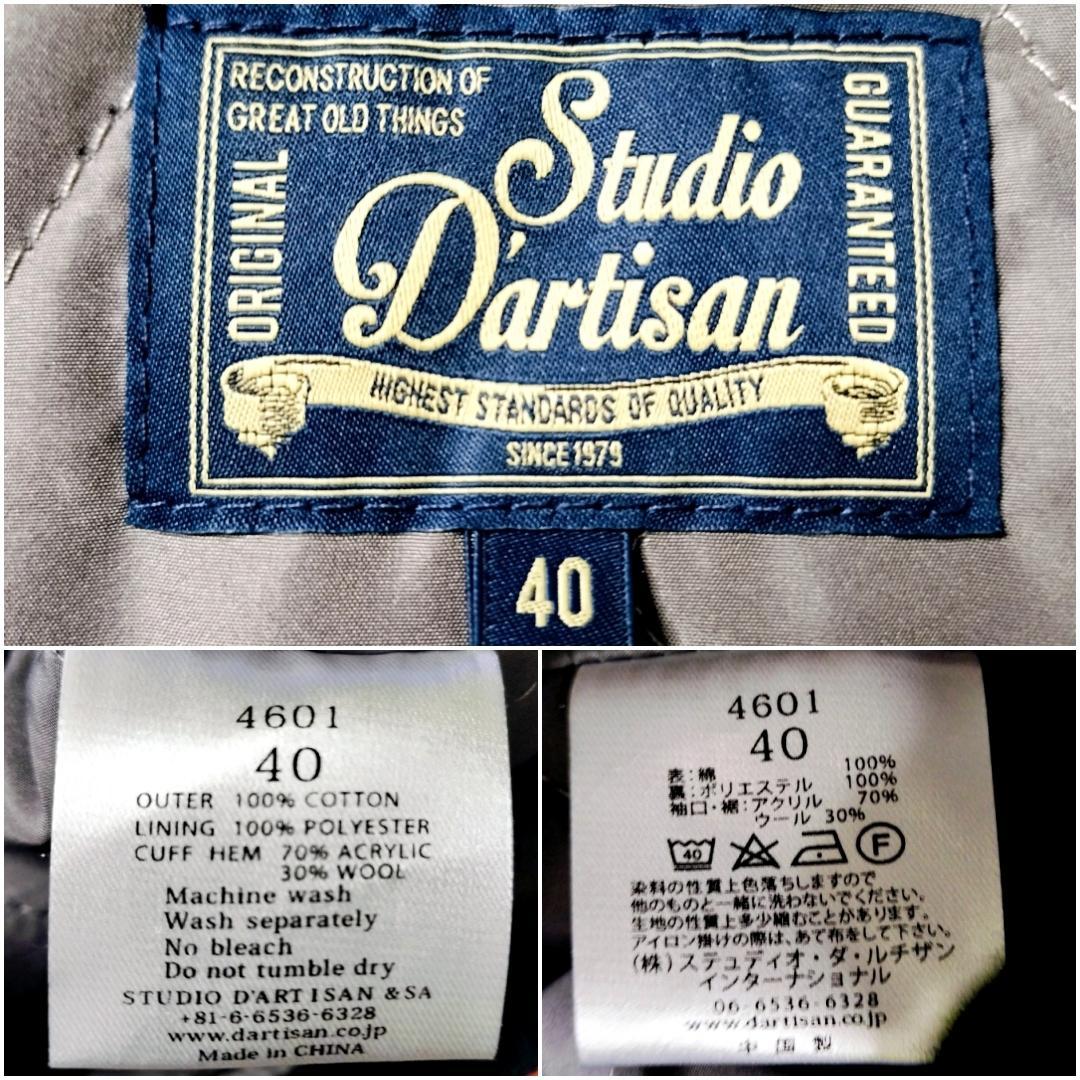 RECONSTRUCTION OF
GREAT OLD THINGS
ORIGINAL
Studio
D'artisan
GUARANTEED
HIGHEST STANDARDS OF QUALITY
SINCE 1979
40
4601
40
OUTER 100% COTTON
LINING 100% POLYESTER
CUFF HEM 70% ACRYLIC
30% WOOL
Machine wash
Wash separately
No bleach
Do not tumble dry
STUDIO D'ARTISAN & SA
+81-6-6536-6328
www.dartisan.co.jp
Made in CHINA
4601
40
表:綿 100%
裏:ポリエステル 100%
袖口・裾:アクリル 70%
ウール 30%
40 F
染料の性質上色落ちしますので
他のものと一緒に洗わないでください。
生地の性質上多少縮むことがあります。
アイロン掛けの際は、あて布をして下さい。
(株)ステュディオ・ダ・ルチザン
インターナショナル
06-6536-6328
www.dartisan.co.jp
中国製